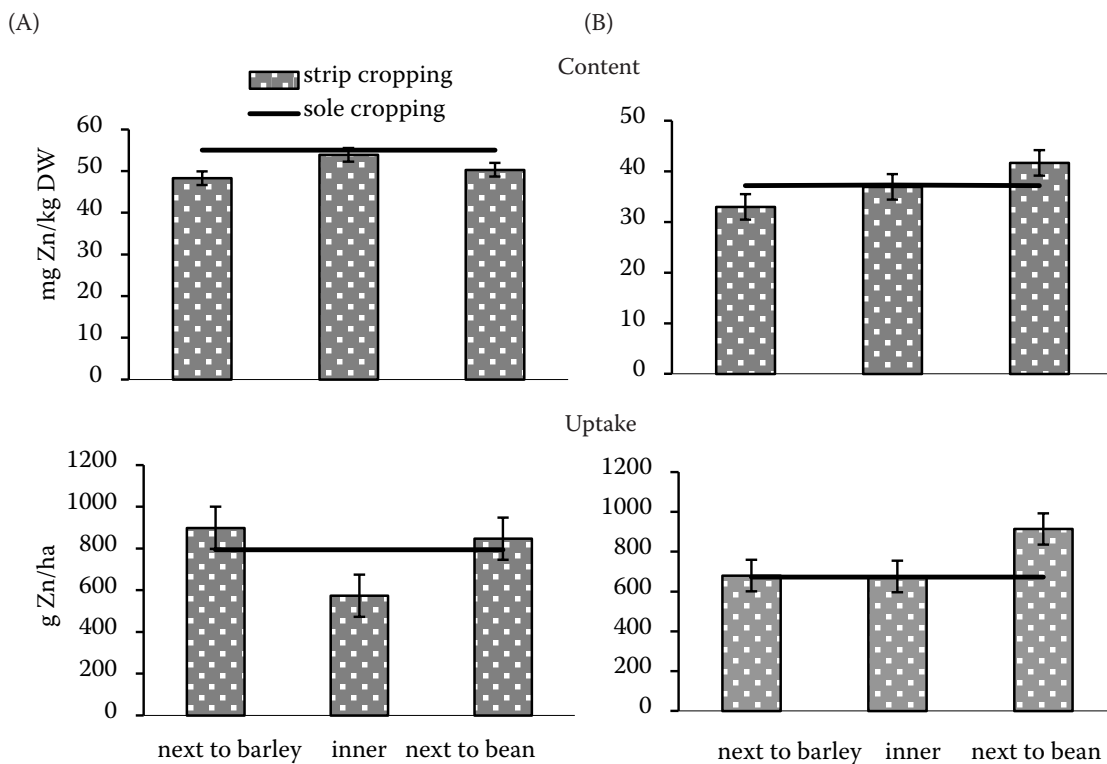 (A)
(B)
Content
strip cropping
sole cropping
mg Zn/kg DW
60
50
40
30
20
10
0
50
40
30
20
10
0
Uptake
g Zn/ha
1200
1000
800
600
400
200
0
1200
1000
800
600
400
200
0
next to barley inner next to bean
next to barley inner next to bean